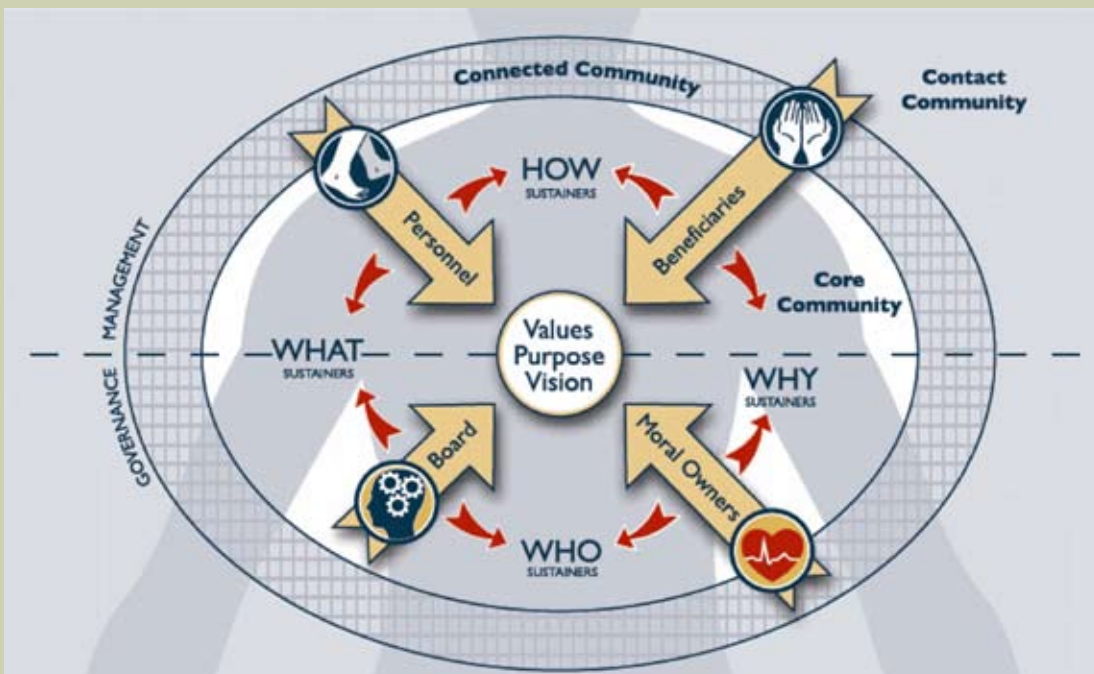 Connected Community
Contact
Community
HOW
SUSTAINERS
Personnel
Beneficiaries
Core
Community
MANAGEMENT
GOVERNANCE
WHAT
SUSTAINERS
Values
Purpose
Vision
WHY
SUSTAINERS
Board
Moral Owners
WHO
SUSTAINERS